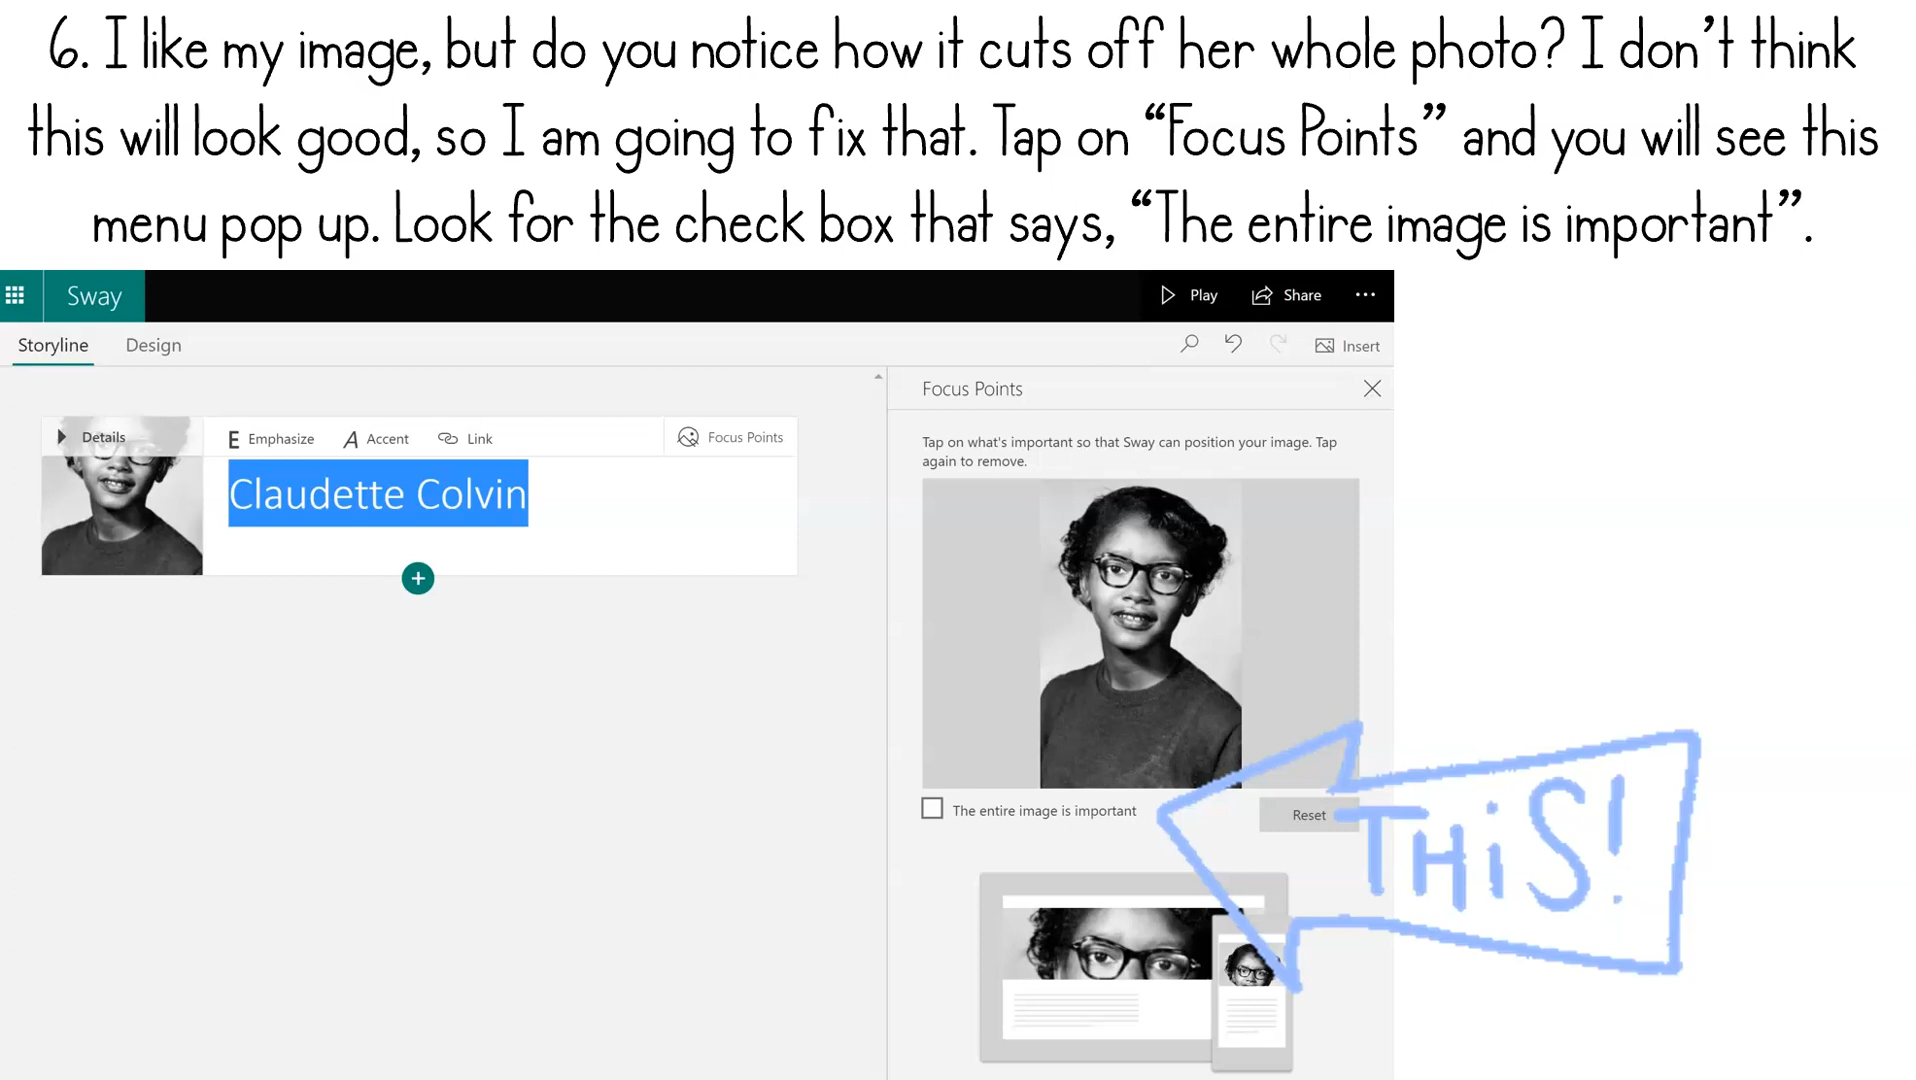 6. I like my image, but do you notice how it cuts off her whole photo? I don't think
this will look good, so I am going to fix that. Tap on “Focus Points” and you will see this
menu pop up. Look for the check box that says, “The entire image is important”.
Sway
Play
Share
Storyline
Design
Insert
Focus Points
Details
Emphasize
Accent
Link
Focus Points
Claudette Colvin
Tap on what's important so that Sway can position your image. Tap
again to remove.
The entire image is important
Reset
THiS!